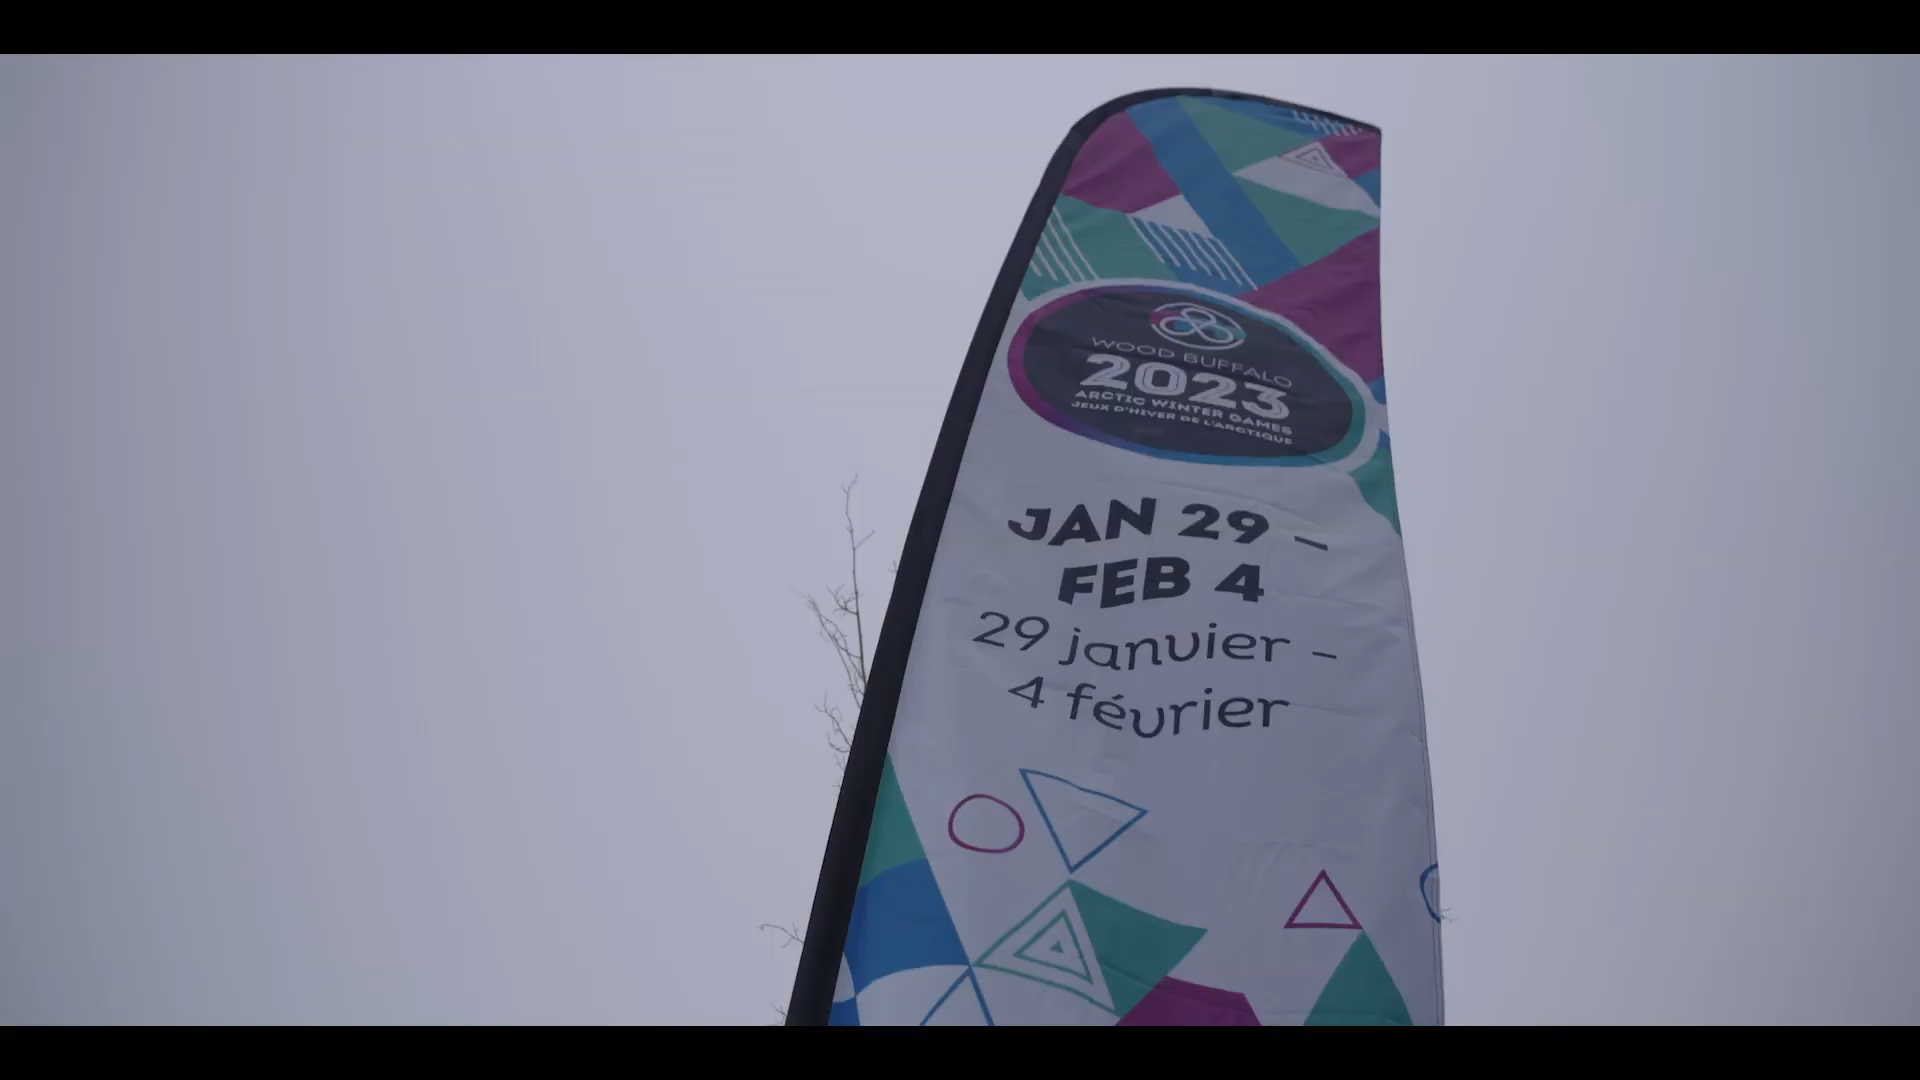 WOOD BUFFALO
2023
ARCTIC WINTER GAMES
JEUX D'HIVER DE L'ARCTIQUE
JAN 29 –
FEB 4
29 janvier –
4 février